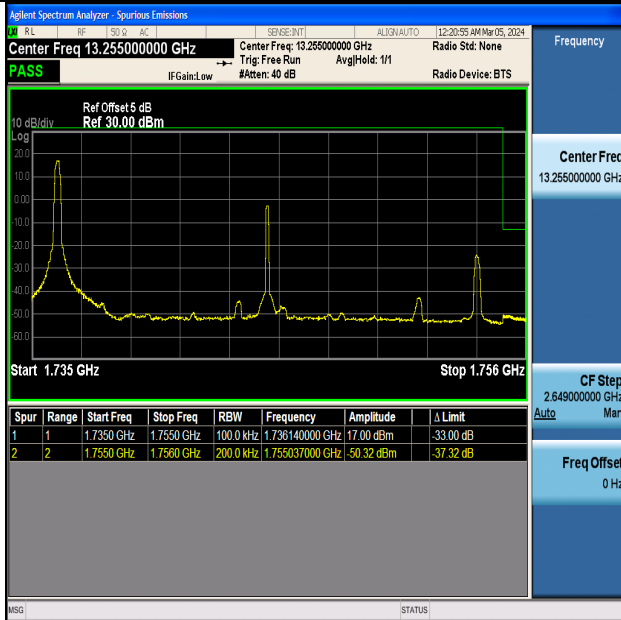 Agilent Spectrum Analyzer - Spurious Emissions
RL RF 50 Ω AC SENSE:INT ALIGN AUTO 12:20:55 AM Mar 05, 2024
Center Freq 13.255000000 GHz Center Freq: 13.255000000 GHz Radio Std: None
Trig: Free Run Avg|Hold: 1/1
PASS IFGain:Low #Atten: 40 dB Radio Device: BTS
Ref Offset 5 dB
10 dB/div Ref 30.00 dBm
Log
20.0
10.0
0.00
-10.0
-20.0
-30.0
-40.0
-50.0
-60.0
Start 1.735 GHz Stop 1.756 GHz
Spur Range Start Freq Stop Freq RBW Frequency Amplitude Δ Limit
1 1 1.7350 GHz 1.7550 GHz 100.0 kHz 1.736140000 GHz 17.00 dBm -33.00 dB
2 2 1.7550 GHz 1.7560 GHz 200.0 kHz 1.755037000 GHz -50.32 dBm -37.32 dB
MSG STATUS
Frequency
Center Freq
13.255000000 GHz
CF Step
2.649000000 GHz
Auto Man
Freq Offset
0 Hz